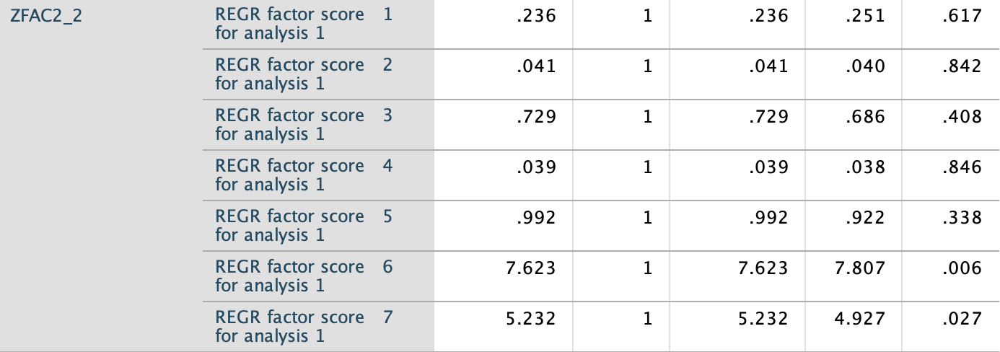 ZFAC2_2 REGR factor score 1 .236 1 .236 .251 .617
for analysis 1
REGR factor score 2 .041 1 .041 .040 .842
for analysis 1
REGR factor score 3 .729 1 .729 .686 .408
for analysis 1
REGR factor score 4 .039 1 .039 .038 .846
for analysis 1
REGR factor score 5 .992 1 .992 .922 .338
for analysis 1
REGR factor score 6 7.623 1 7.623 7.807 .006
for analysis 1
REGR factor score 7 5.232 1 5.232 4.927 .027
for analysis 1